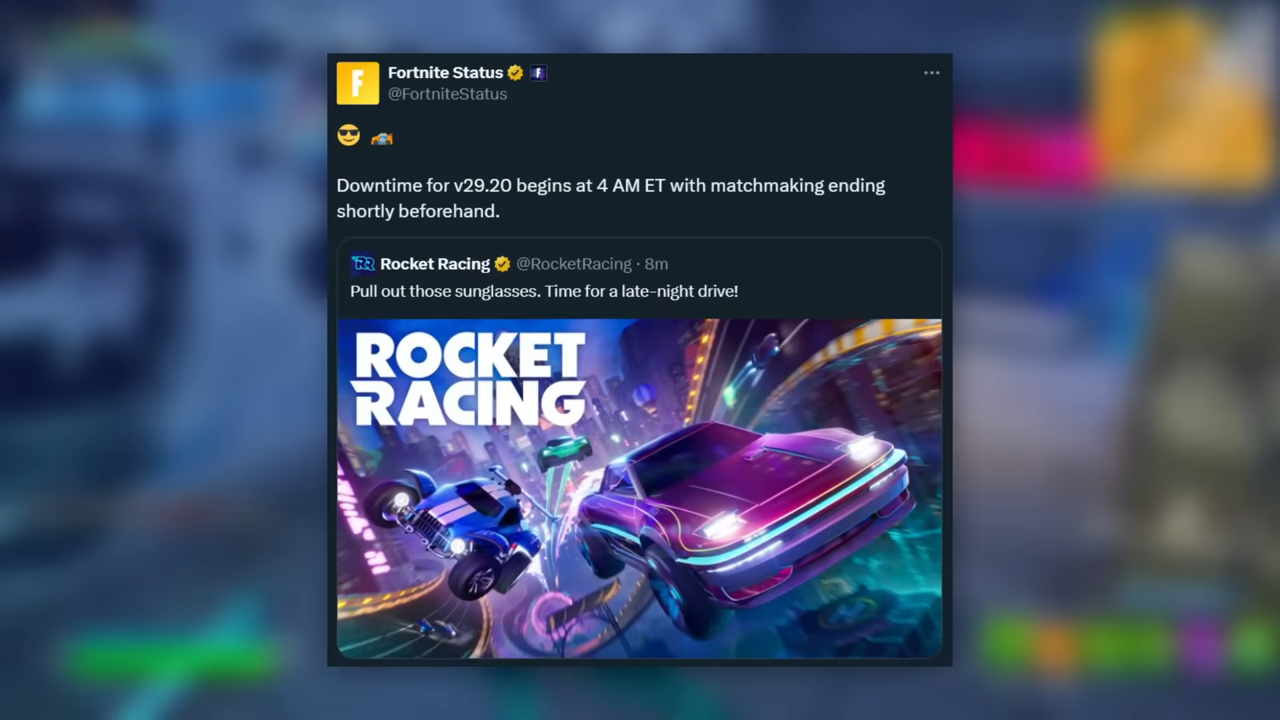 Fortnite Status
@FortniteStatus
😎 🏎
Downtime for v29.20 begins at 4 AM ET with matchmaking ending
shortly beforehand.
Rocket Racing @RocketRacing · 8m
Pull out those sunglasses. Time for a late-night drive!
ROCKET
RACING